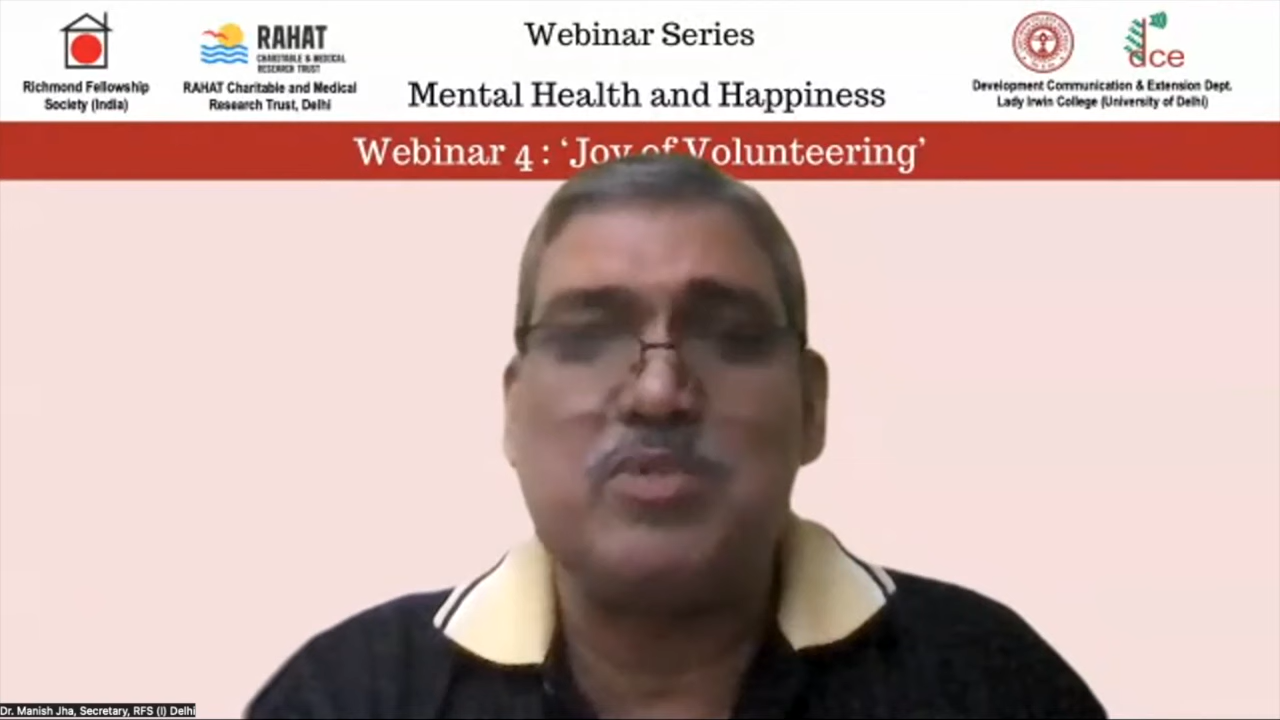 Richmond Fellowship
Society (India)
RAHAT
CHARITABLE & MEDICAL
RESEARCH TRUST
RAHAT Charitable and Medical
Research Trust, Delhi
Webinar Series
Mental Health and Happiness
dce
Development Communication & Extension Dept.
Lady Irwin College (University of Delhi)
Webinar 4 : ‘Joy of Volunteering’
Dr. Manish Jha, Secretary, RFS (I) Delhi